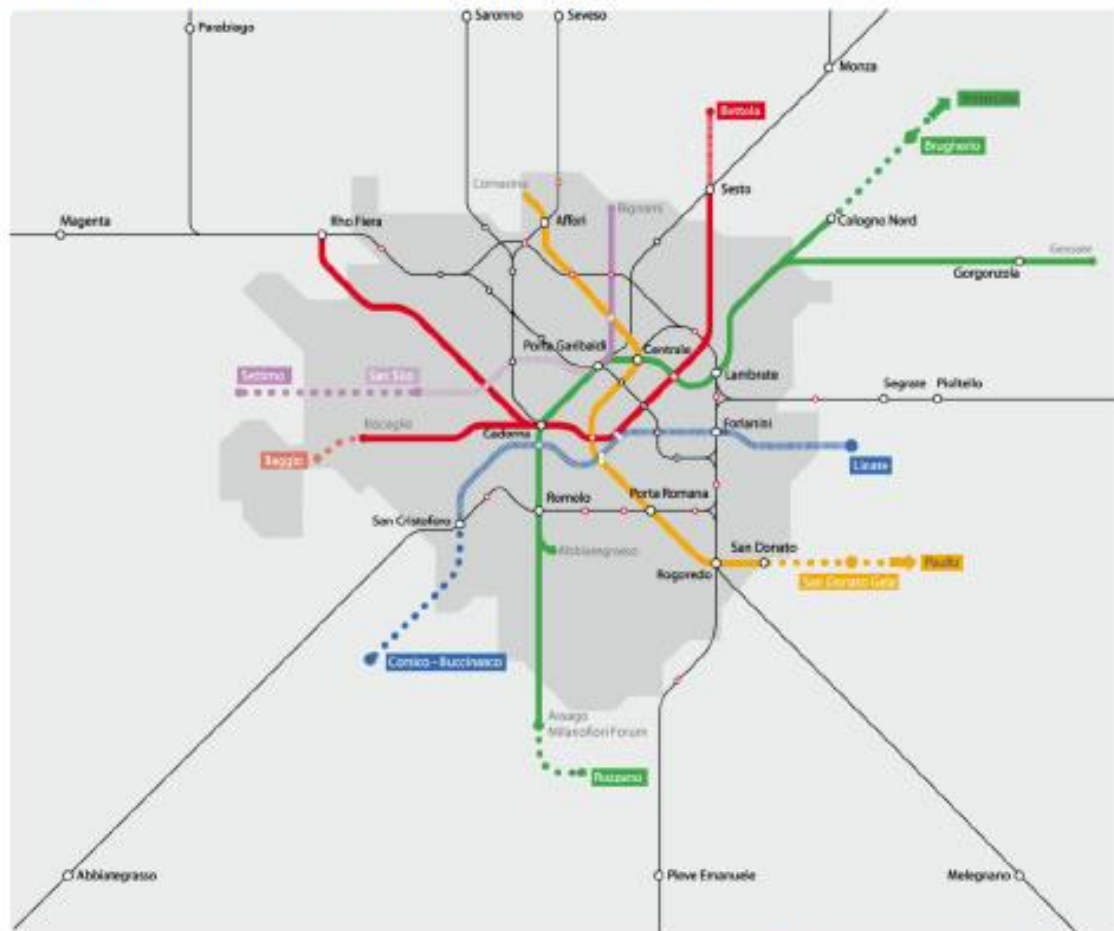 Saronno
Seveso
Parabiago
Monza
Bettola
Brugherio
Comasina
Sesto
Bignami
Affori
Cologno Nord
Magenta
Rho Fiera
Gessate
Gorgonzola
Porta Garibaldi
Centrale
Settimo
San Siro
Lambrate
Segrate
Pioltello
Cadorna
Forlanini
Baggio
Linate
Romolo
Porta Romana
San Cristoforo
Abbiategrasso
San Donato
Rogoredo
San Donato Gela
Paullo
Corsico - Buccinasco
Assago
Milanofiori Forum
Rozzano
Abbiategrasso
Pieve Emanuele
Melegnano